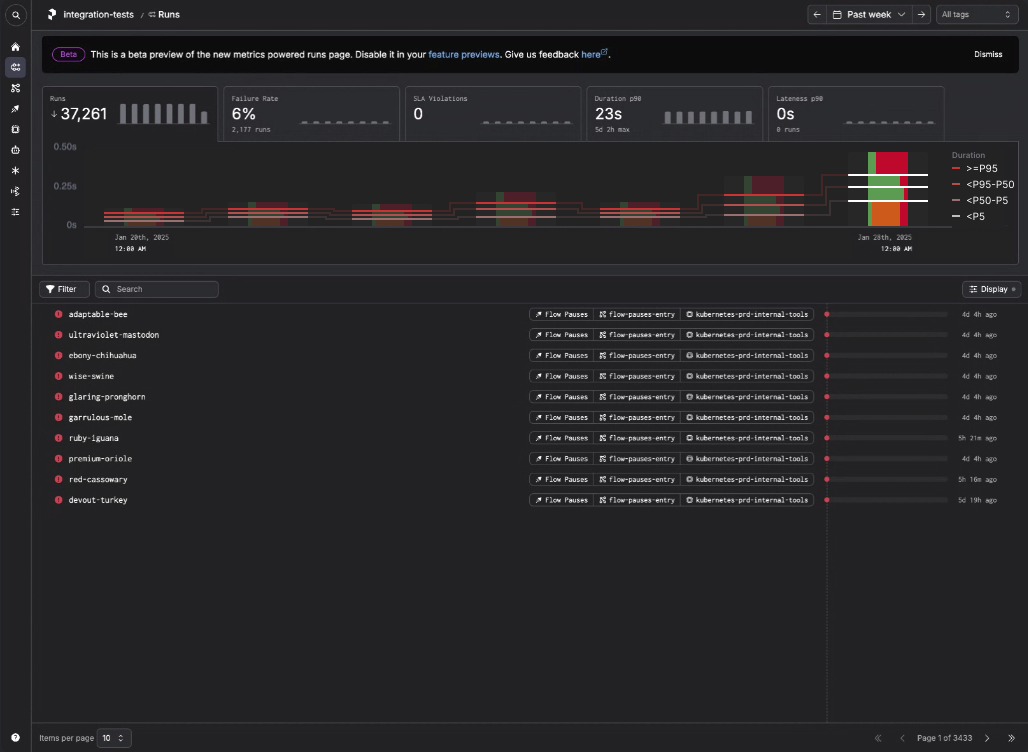 integration-tests / Runs
Past week
All tags
Beta This is a beta preview of the new metrics powered runs page. Disable it in your feature previews. Give us feedback here. Dismiss
Runs
↓ 37,261
Failure Rate
6%
2,177 runs
SLA Violations
0
Duration p90
23s
5d 2h max
Lateness p90
0s
0 runs
0.50s
0.25s
0s
Jan 20th, 2025
12:00 AM
Jan 28th, 2025
12:00 AM
Duration
>=P95
<P95-P50
<P50-P5
<P5
Filter Search Display
adaptable-bee Flow Pauses flow-pauses-entry kubernetes-prd-internal-tools 4d 4h ago
ultraviolet-mastodon Flow Pauses flow-pauses-entry kubernetes-prd-internal-tools 4d 4h ago
ebony-chihuahua Flow Pauses flow-pauses-entry kubernetes-prd-internal-tools 4d 4h ago
wise-swine Flow Pauses flow-pauses-entry kubernetes-prd-internal-tools 4d 4h ago
glaring-pronghorn Flow Pauses flow-pauses-entry kubernetes-prd-internal-tools 4d 4h ago
garrulous-mole Flow Pauses flow-pauses-entry kubernetes-prd-internal-tools 4d 4h ago
ruby-iguana Flow Pauses flow-pauses-entry kubernetes-prd-internal-tools 5h 21m ago
premium-oriole Flow Pauses flow-pauses-entry kubernetes-prd-internal-tools 4d 4h ago
red-cassowary Flow Pauses flow-pauses-entry kubernetes-prd-internal-tools 5h 16m ago
devout-turkey Flow Pauses flow-pauses-entry kubernetes-prd-internal-tools 5d 19h ago
Items per page 10 Page 1 of 3433